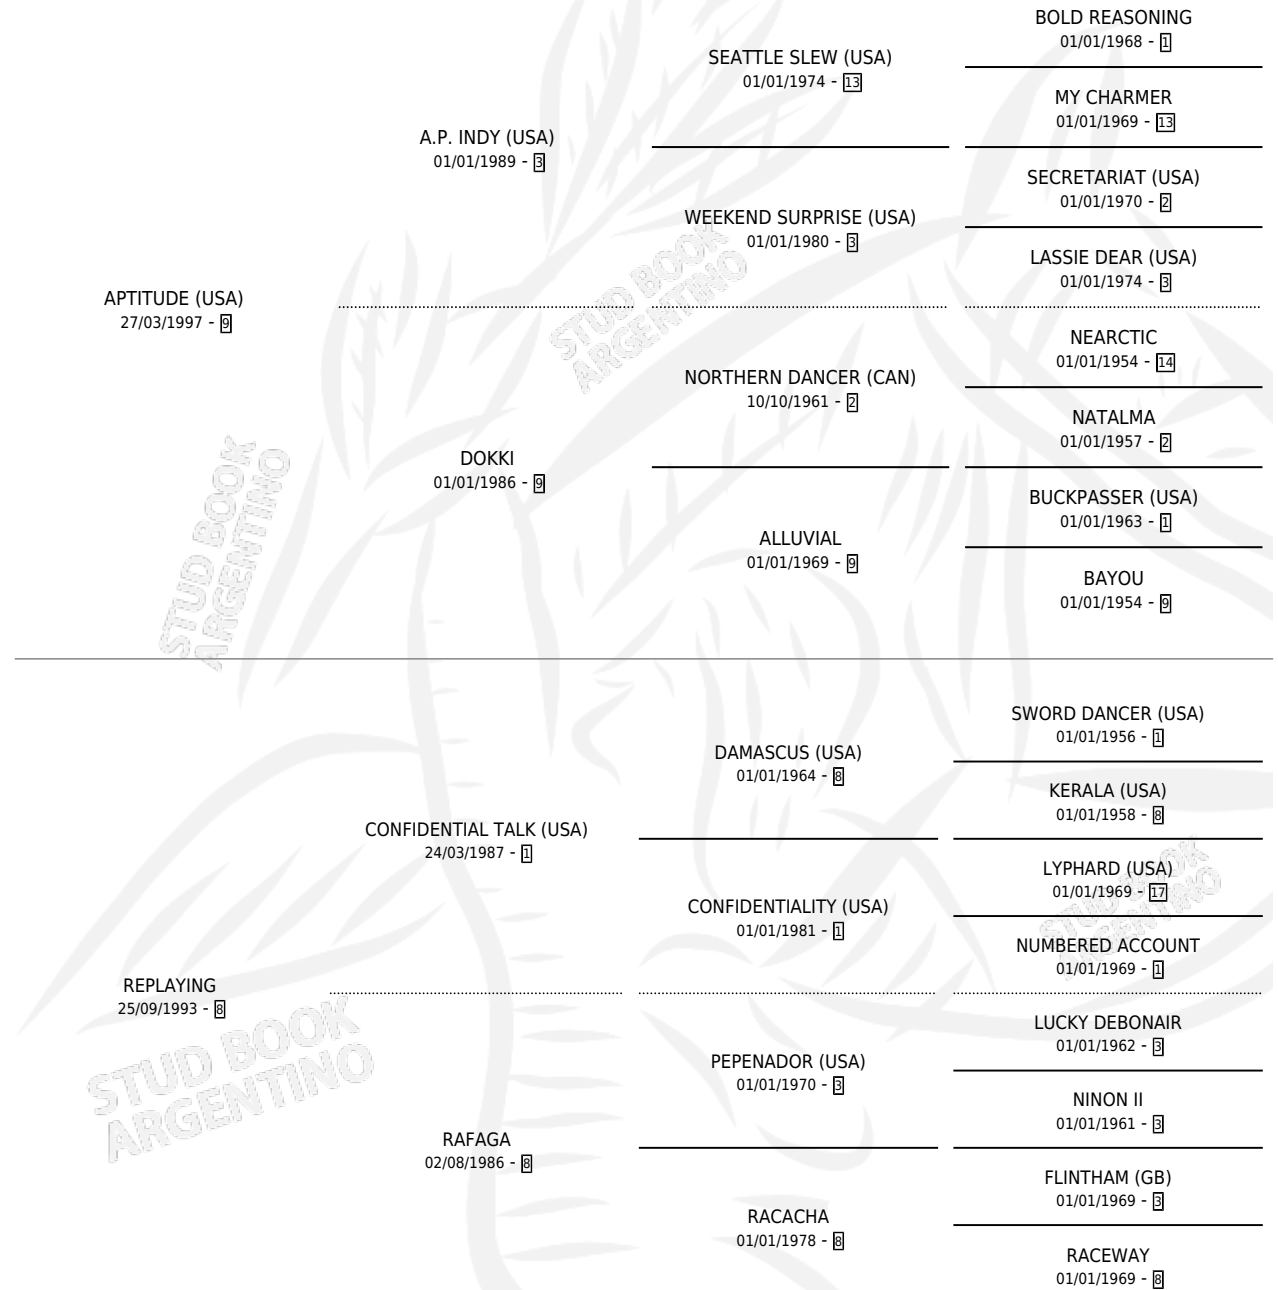 BOLD REASONING
01/01/1968 - 1
SEATTLE SLEW (USA)
01/01/1974 - 13
MY CHARMER
01/01/1969 - 13
A.P. INDY (USA)
01/01/1989 - 3
SECRETARIAT (USA)
01/01/1970 - 2
WEEKEND SURPRISE (USA)
01/01/1980 - 3
LASSIE DEAR (USA)
01/01/1974 - 3
STUD BOOK
ARGENTINO
APTITUDE (USA)
27/03/1997 - 9
NEARCTIC
01/01/1954 - 14
NORTHERN DANCER (CAN)
10/10/1961 - 2
NATALMA
01/01/1957 - 2
DOKKI
01/01/1986 - 9
BUCKPASSER (USA)
01/01/1963 - 1
ALLUVIAL
01/01/1969 - 9
BAYOU
01/01/1954 - 9
STUD BOOK
ARGENTINO
SWORD DANCER (USA)
01/01/1956 - 1
DAMASCUS (USA)
01/01/1964 - 8
KERALA (USA)
01/01/1958 - 8
CONFIDENTIAL TALK (USA)
24/03/1987 - 1
LYPHARD (USA)
01/01/1969 - 17
CONFIDENTIALITY (USA)
01/01/1981 - 1
NUMBERED ACCOUNT
01/01/1969 - 1
STUD BOOK
ARGENTINO
REPLAYING
25/09/1993 - 8
LUCKY DEBONAIR
01/01/1962 - 3
PEPENADOR (USA)
01/01/1970 - 3
NINON II
01/01/1961 - 3
STUD BOOK
ARGENTINO
RAFAGA
02/08/1986 - 8
FLINTHAM (GB)
01/01/1969 - 3
RACACHA
01/01/1978 - 8
RACEWAY
01/01/1969 - 8